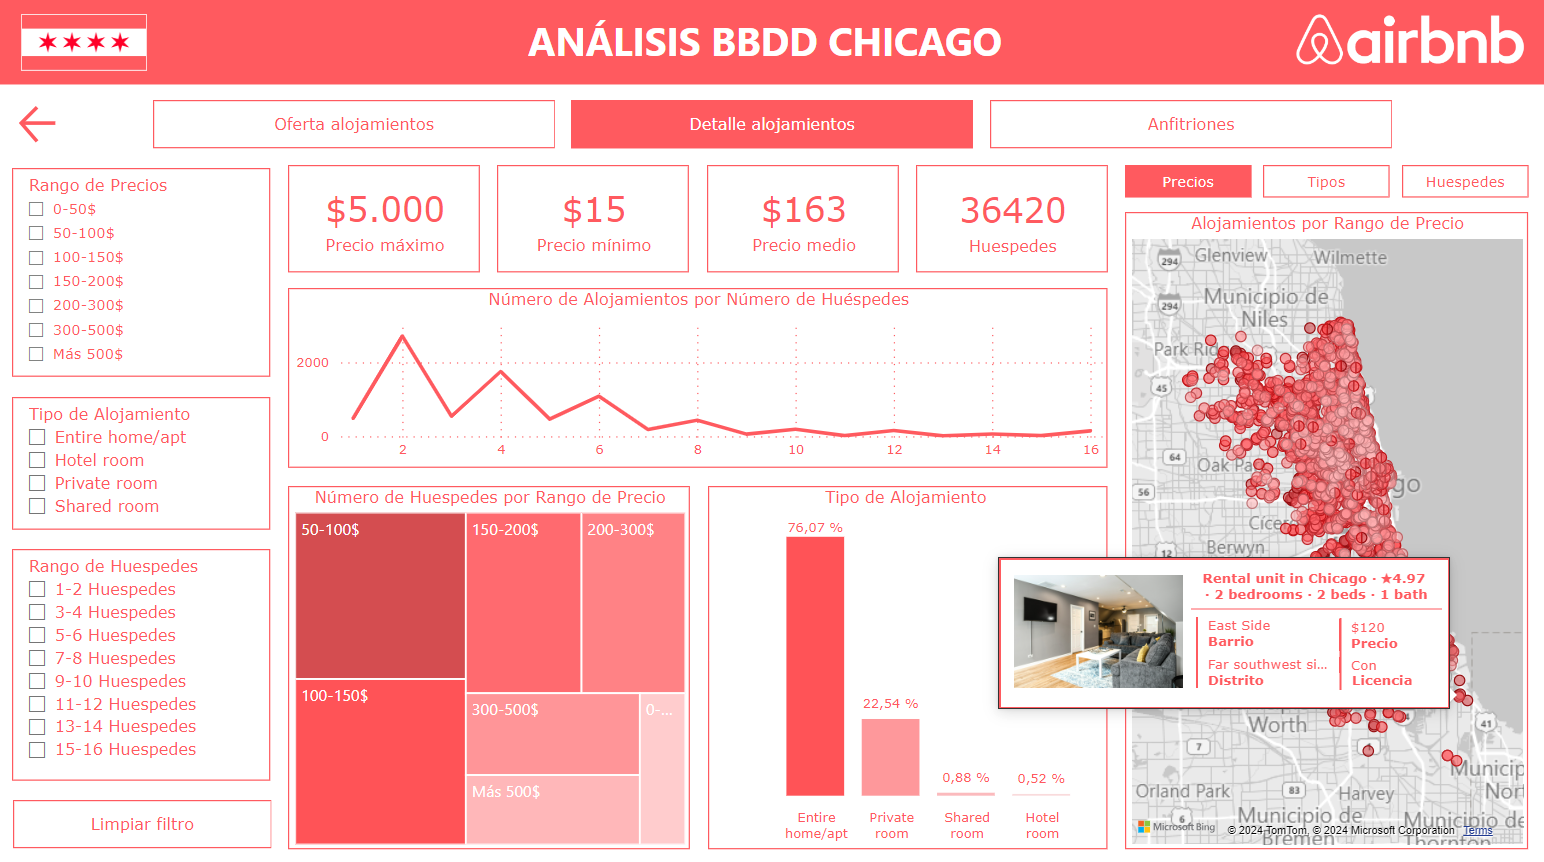 ANÁLISIS BBDD CHICAGO
airbnb
Oferta alojamientos
Detalle alojamientos
Anfitriones
Rango de Precios
0-50$
50-100$
100-150$
150-200$
200-300$
300-500$
Más 500$
Tipo de Alojamiento
Entire home/apt
Hotel room
Private room
Shared room
Rango de Huespedes
1-2 Huespedes
3-4 Huespedes
5-6 Huespedes
7-8 Huespedes
9-10 Huespedes
11-12 Huespedes
13-14 Huespedes
15-16 Huespedes
Limpiar filtro
$5.000
Precio máximo
$15
Precio mínimo
$163
Precio medio
36420
Huespedes
Número de Alojamientos por Número de Huéspedes
2000
0
2 4 6 8 10 12 14 16
Número de Huespedes por Rango de Precio
50-100$
150-200$
200-300$
100-150$
300-500$
0-...
Más 500$
Tipo de Alojamiento
76,07 %
22,54 %
0,88 %
0,52 %
Entire
home/apt
Private
room
Shared
room
Hotel
room
Precios
Tipos
Huespedes
Alojamientos por Rango de Precio
294
Glenview
Wilmette
294
Municipio de
Niles
Park Rid
45
64
Oak Pa
56
go
Cícer
12
Berwyn
Rental unit in Chicago · ★4.97
· 2 bedrooms · 2 beds · 1 bath
East Side
Barrio
$120
Precio
Far southwest si...
Distrito
Con
Licencia
Worth
4
41
7
4
Municip
Nort
Orland Park
83
Harvey
6
Municipio de
Bremen
Municipio de
Thornton
Microsoft Bing
© 2024 TomTom, © 2024 Microsoft Corporation Terms